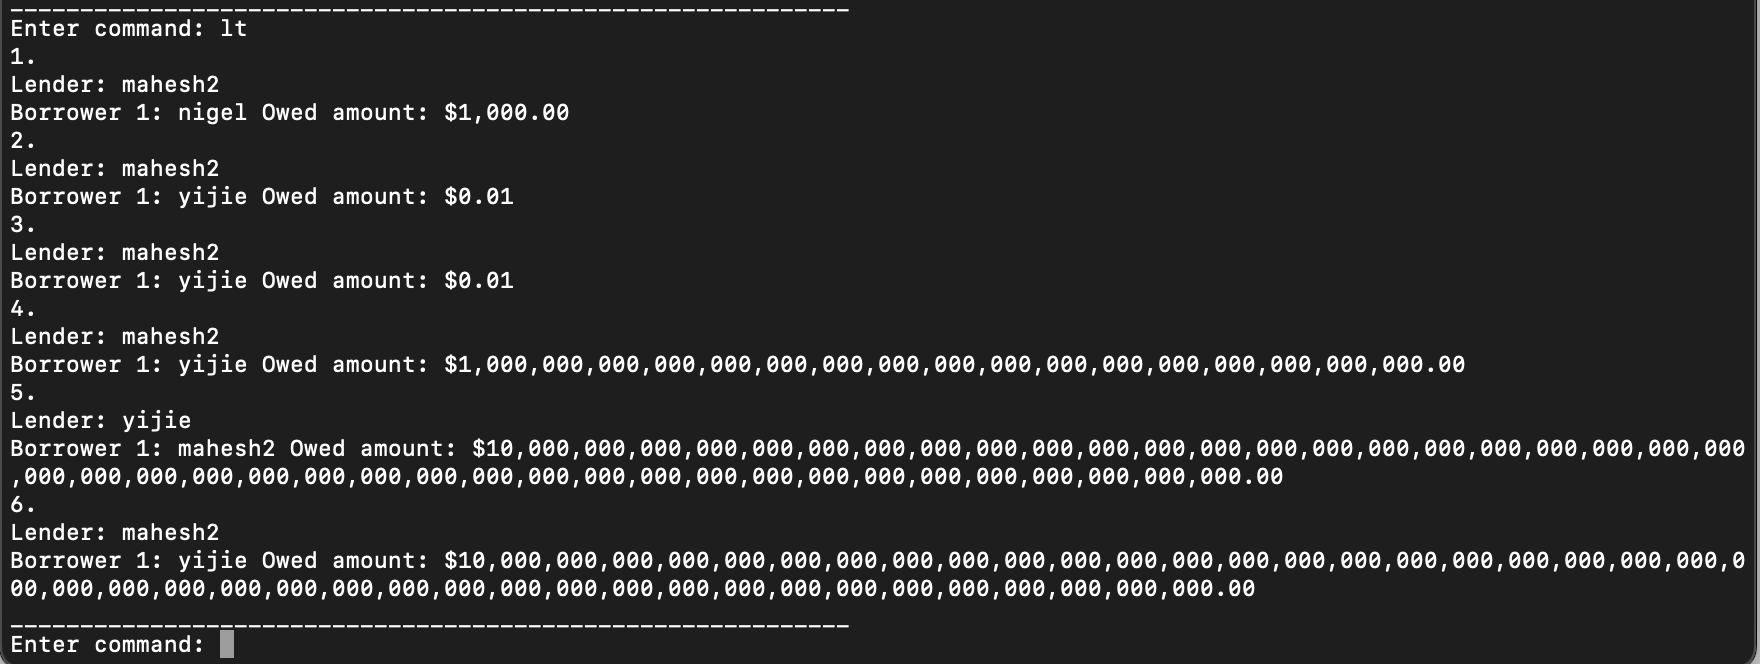 ____________________________________________________________
Enter command: lt
1.
Lender: mahesh2
Borrower 1: nigel Owed amount: $1,000.00
2.
Lender: mahesh2
Borrower 1: yijie Owed amount: $0.01
3.
Lender: mahesh2
Borrower 1: yijie Owed amount: $0.01
4.
Lender: mahesh2
Borrower 1: yijie Owed amount: $1,000,000,000,000,000,000,000,000,000,000,000,000,000,000,000,000,000.00
5.
Lender: yijie
Borrower 1: mahesh2 Owed amount: $10,000,000,000,000,000,000,000,000,000,000,000,000,000,000,000,000,000,000,000,000,000,000
,000,000,000,000,000,000,000,000,000,000,000,000,000,000,000,000,000,000,000,000,000,000.00
6.
Lender: mahesh2
Borrower 1: yijie Owed amount: $10,000,000,000,000,000,000,000,000,000,000,000,000,000,000,000,000,000,000,000,000,000,000,0
00,000,000,000,000,000,000,000,000,000,000,000,000,000,000,000,000,000,000,000,000,000.00
____________________________________________________________
Enter command: